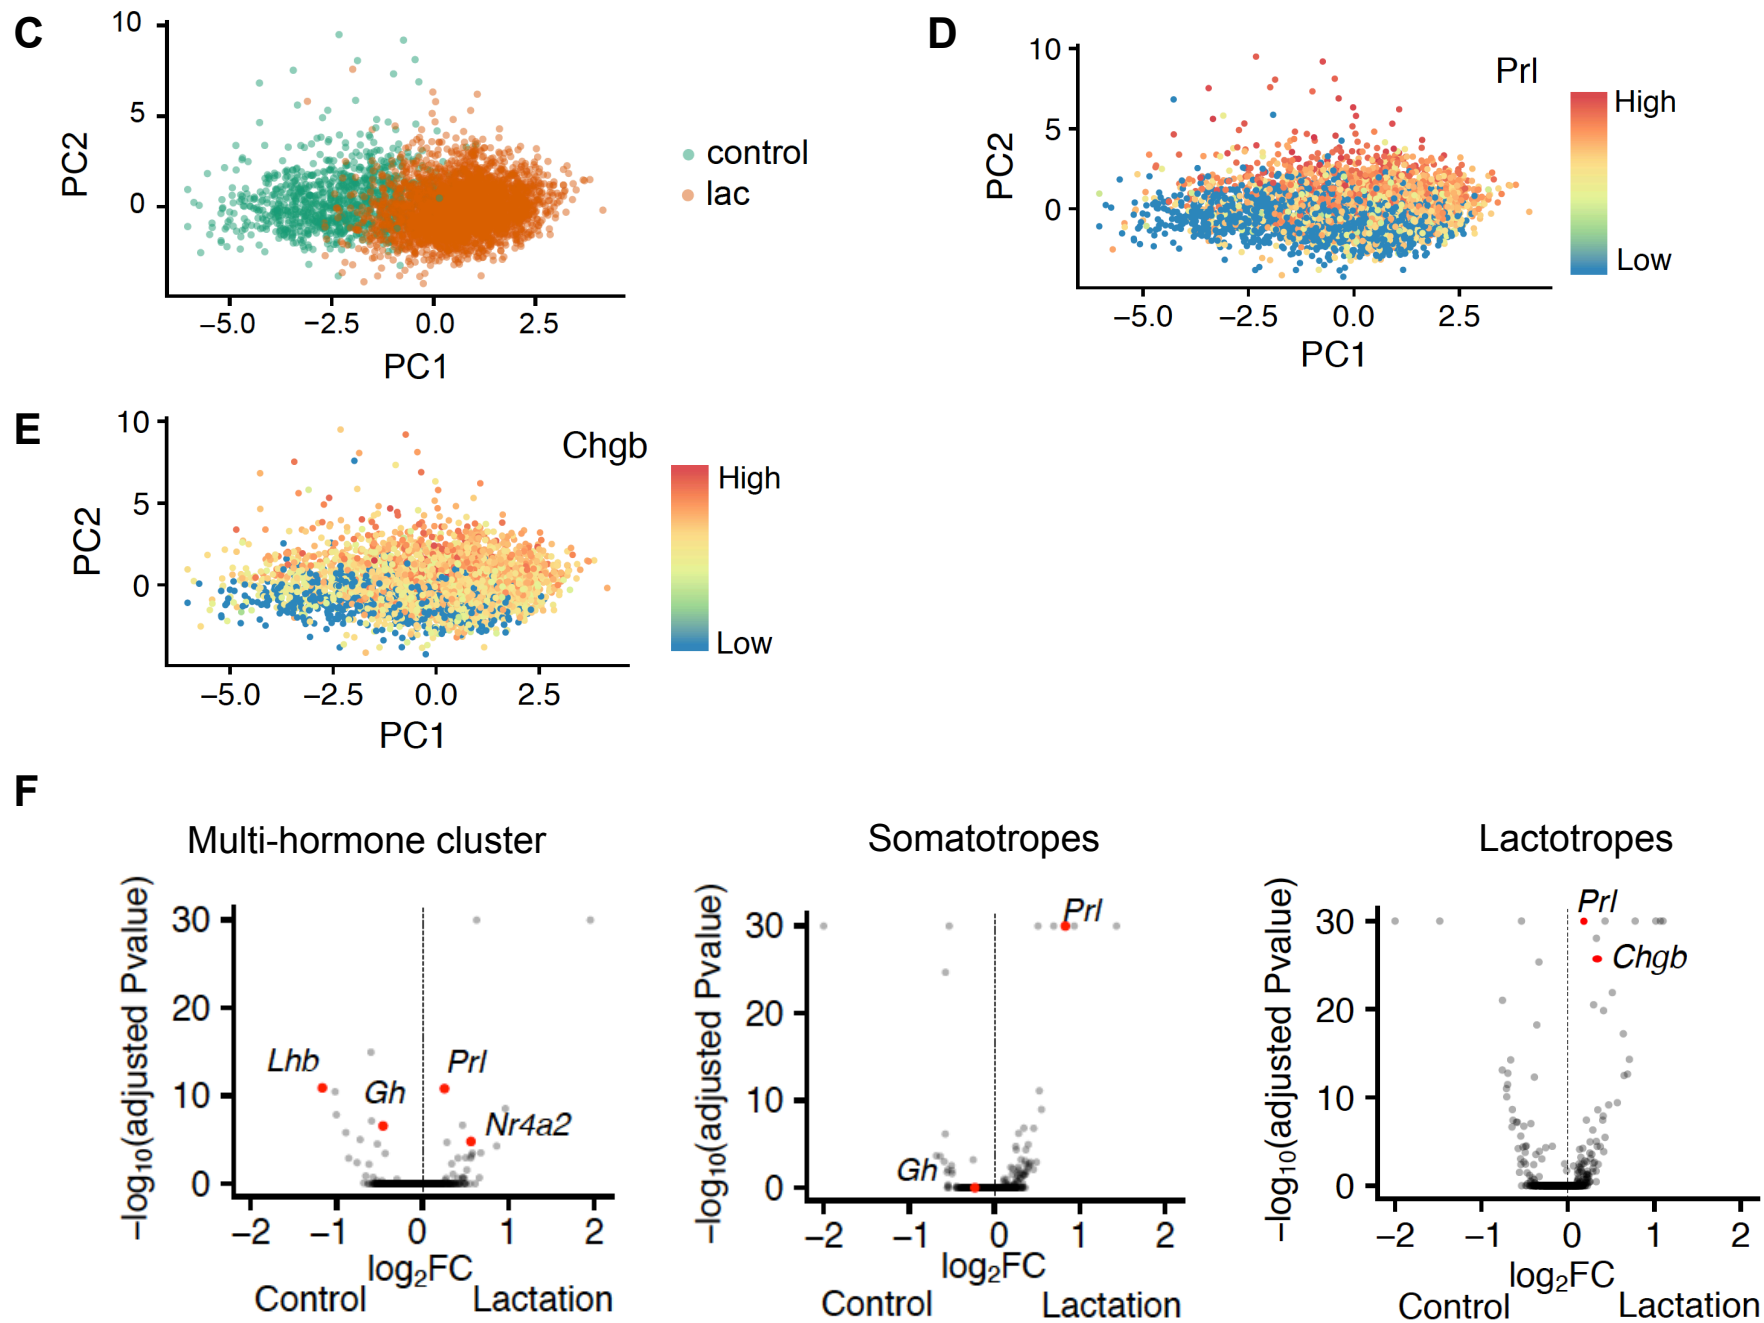 C
10
5
0
PC2
−5.0 −2.5 0.0 2.5
PC1
control
lac
D
10
5
0
PC2
−5.0 −2.5 0.0 2.5
PC1
Prl
High
Low
E
10
5
0
PC2
−5.0 −2.5 0.0 2.5
PC1
Chgb
High
Low
F
Multi-hormone cluster
−log10(adjusted Pvalue)
30
20
10
0
Lhb
Gh
Prl
Nr4a2
−2 −1 0 1 2
log2FC
Control Lactation
Somatotropes
−log10(adjusted Pvalue)
30
20
10
0
Prl
Gh
−2 −1 0 1 2
log2FC
Control Lactation
Lactotropes
−log10(adjusted Pvalue)
30
20
10
0
Prl
Chgb
−2 −1 0 1 2
log2FC
Control Lactation